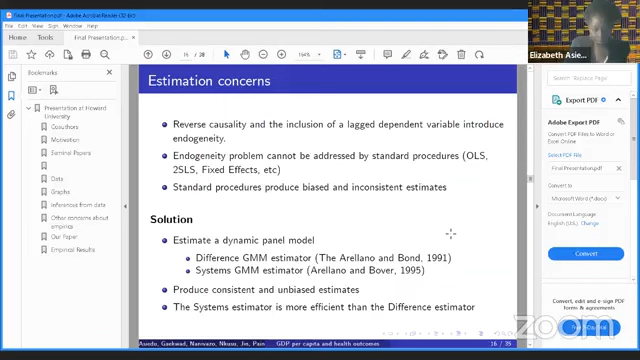 Final Presentation.pdf - Adobe Acrobat Reader DC (32-bit)
File Edit View Sign Window Help
Home Tools Final Presentation.p... ×
16 / 35
164%
Elizabeth Asie...
Bookmarks
Presentation at Howard
University
Coauthors
Motivation
Seminal Papers
Data
Graphs
Inferences from data
Other concerns about
empirics
Our Paper
Empirical Results
Estimation concerns
Reverse causality and the inclusion of a lagged dependent variable introduce
endogeneity.
Endogeneity problem cannot be addressed by standard procedures (OLS,
2SLS, Fixed Effects, etc)
Standard procedures produce biased and inconsistent estimates
Solution
Estimate a dynamic panel model
Difference GMM estimator (The Arellano and Bond, 1991)
Systems GMM estimator (Arellano and Bover, 1995)
Produce consistent and unbiased estimates
The Systems estimator is more efficient than the Difference estimator
Asiedu, Gaekwad, Nanivazo, Nkusu, Jin, Pain
GDP per capita and health outcomes
16 / 35
Export PDF
Adobe Export PDF
Convert PDF Files to Word
or Excel Online
Select PDF File
Final Presentation.pdf ×
Convert to
Microsoft Word (*.docx)
Document Language:
English (U.S.) Change
Convert
Convert, edit and e-sign PDF
forms & agreements
zoom